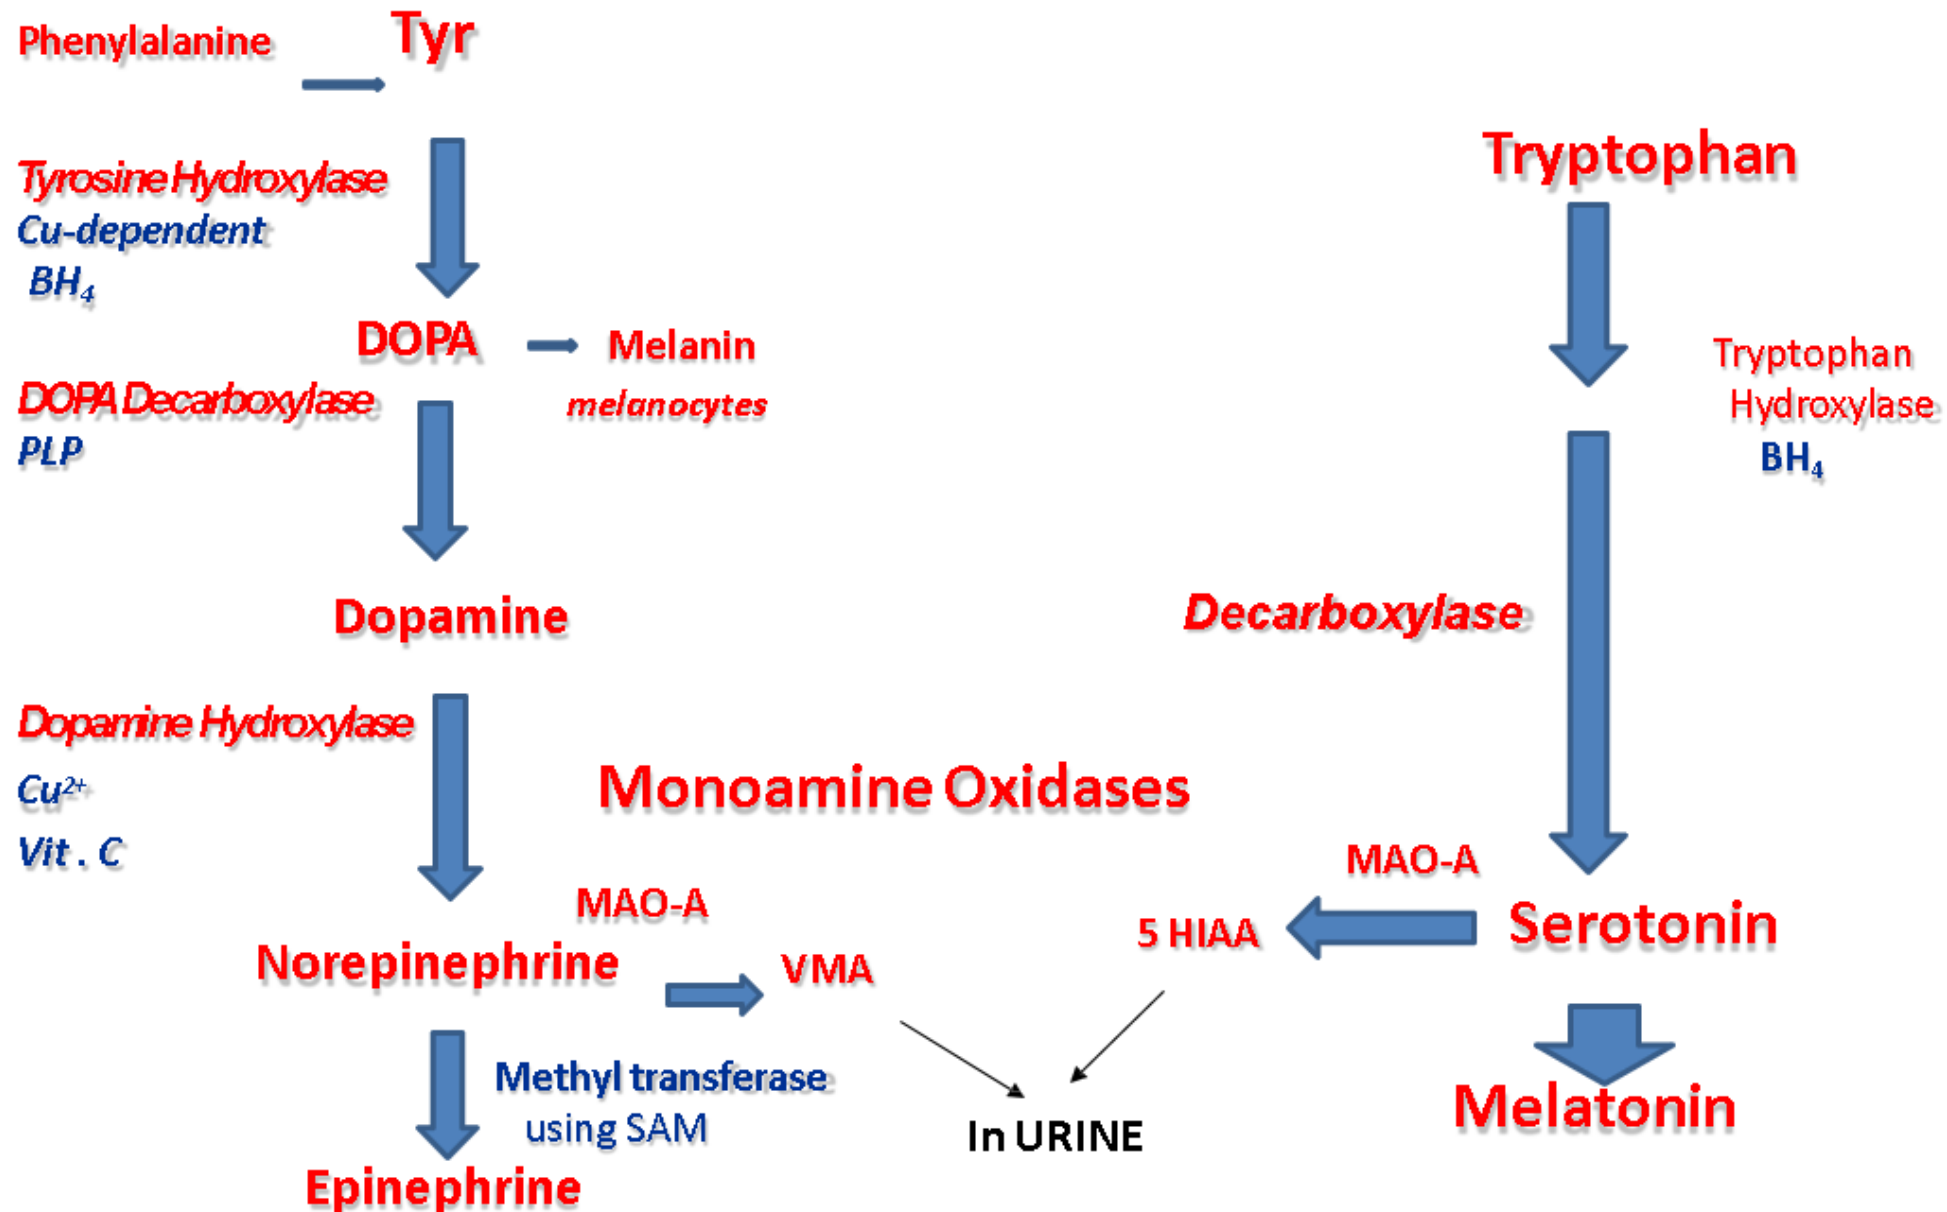 Phenylalanine
Tyr
Tyrosine Hydroxylase
Cu-dependent
BH₄
DOPA
Melanin
melanocytes
DOPA Decarboxylase
PLP
Dopamine
Dopamine Hydroxylase
Cu²⁺
Vit . C
Monoamine Oxidases
MAO-A
Norepinephrine
VMA
Methyl transferase
using SAM
Epinephrine
In URINE
Tryptophan
Tryptophan
Hydroxylase
BH₄
Decarboxylase
MAO-A
5 HIAA
Serotonin
Melatonin